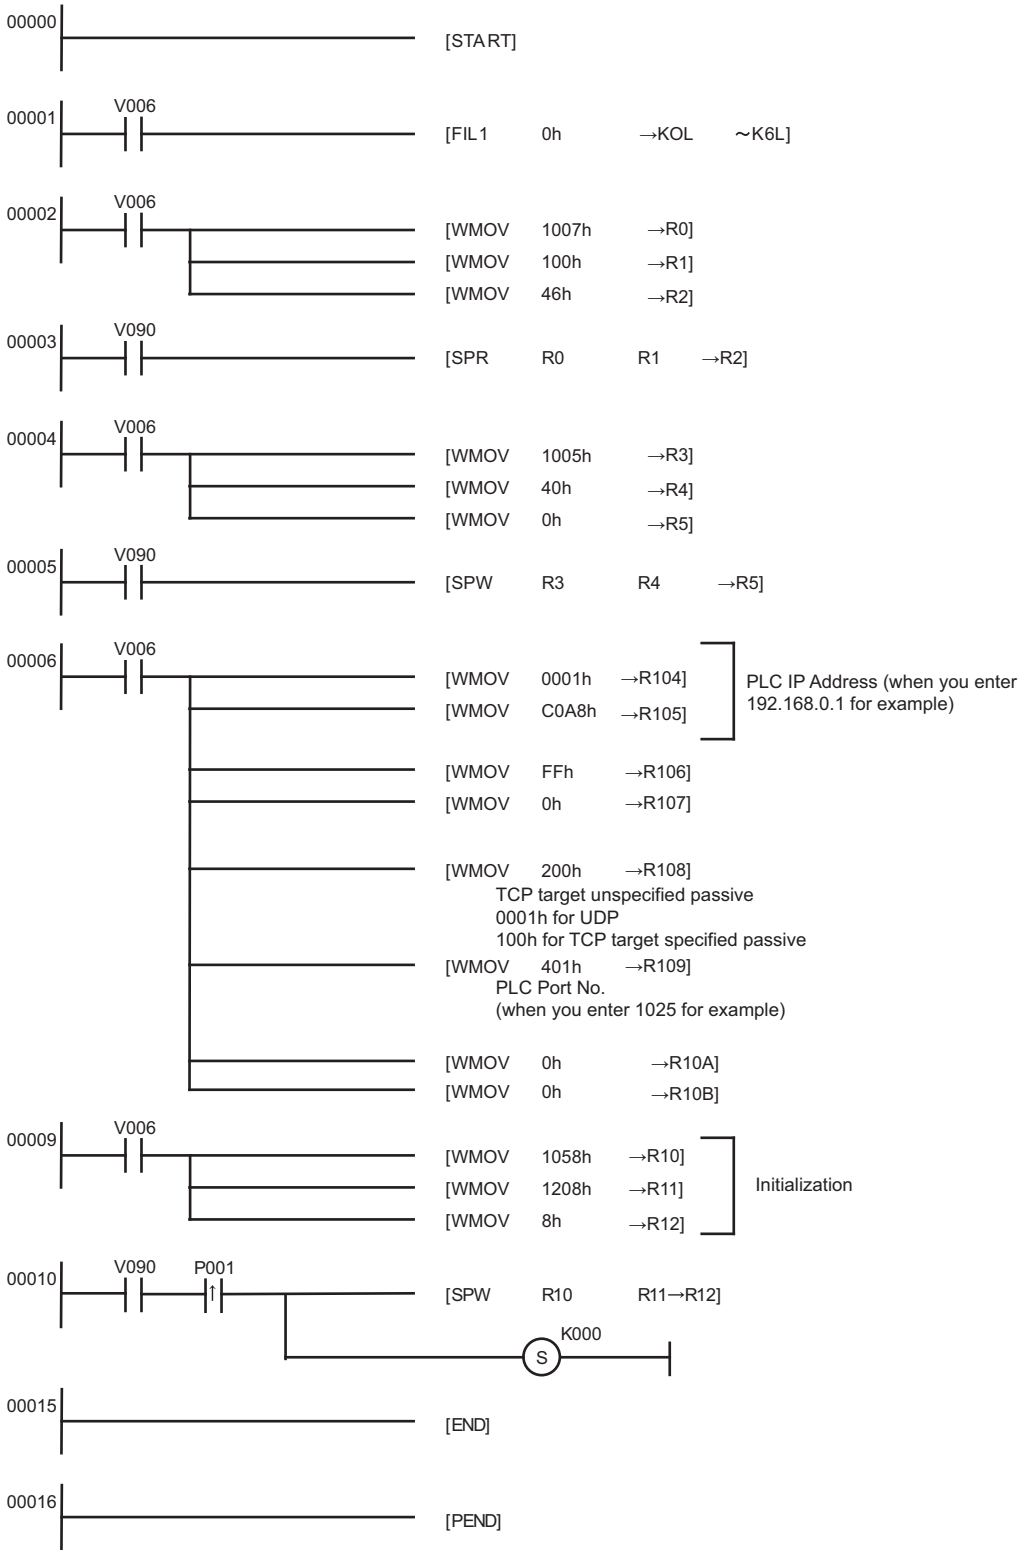 00000
[START]
00001
V006
[FIL1 0h →KOL ～K6L]
00002
V006
[WMOV 1007h →R0]
[WMOV 100h →R1]
[WMOV 46h →R2]
00003
V090
[SPR R0 R1 →R2]
00004
V006
[WMOV 1005h →R3]
[WMOV 40h →R4]
[WMOV 0h →R5]
00005
V090
[SPW R3 R4 →R5]
00006
V006
[WMOV 0001h →R104]
[WMOV C0A8h →R105]
PLC IP Address (when you enter
192.168.0.1 for example)
[WMOV FFh →R106]
[WMOV 0h →R107]
[WMOV 200h →R108]
TCP target unspecified passive
0001h for UDP
100h for TCP target specified passive
[WMOV 401h →R109]
PLC Port No.
(when you enter 1025 for example)
[WMOV 0h →R10A]
[WMOV 0h →R10B]
00009
V006
[WMOV 1058h →R10]
[WMOV 1208h →R11]
[WMOV 8h →R12]
Initialization
00010
V090 P001
↑
[SPW R10 R11→R12]
K000
S
00015
[END]
00016
[PEND]